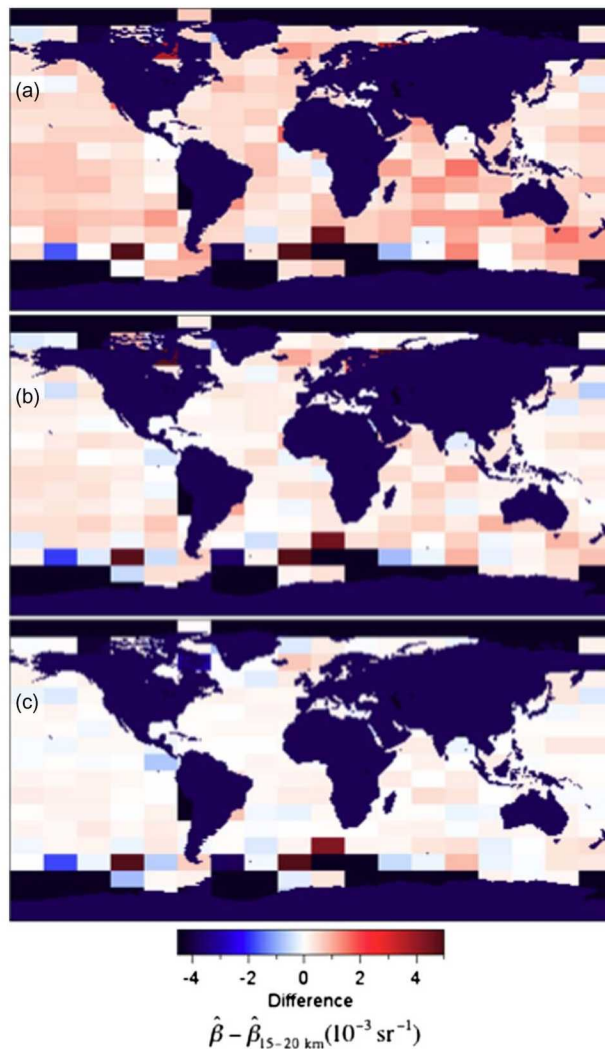 (a)
(b)
(c)
-4 -2 0 2 4
Difference
β̂ − β̂15−20 km(10⁻³ sr⁻¹)